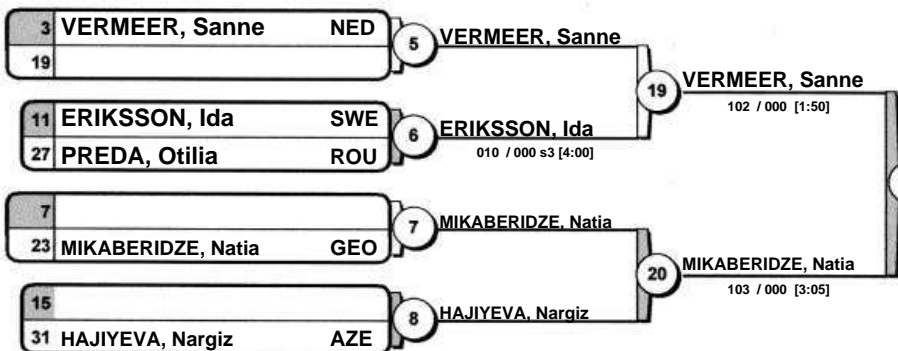 3 VERMEER, Sanne NED
19
5 VERMEER, Sanne
11 ERIKSSON, Ida SWE
27 PREDA, Otilia ROU
6 ERIKSSON, Ida
010 / 000 s3 [4:00]
19 VERMEER, Sanne
102 / 000 [1:50]
7
23 MIKABERIDZE, Natia GEO
7 MIKABERIDZE, Natia
15
31 HAJIYEVA, Nargiz AZE
8 HAJIYEVA, Nargiz
20 MIKABERIDZE, Natia
103 / 000 [3:05]